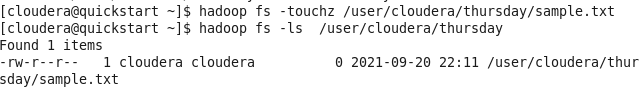 [cloudera@quickstart ~]$ hadoop fs -touchz /user/cloudera/thursday/sample.txt
[cloudera@quickstart ~]$ hadoop fs -ls  /user/cloudera/thursday
Found 1 items
-rw-r--r--   1 cloudera cloudera          0 2021-09-20 22:11 /user/cloudera/thur
sday/sample.txt